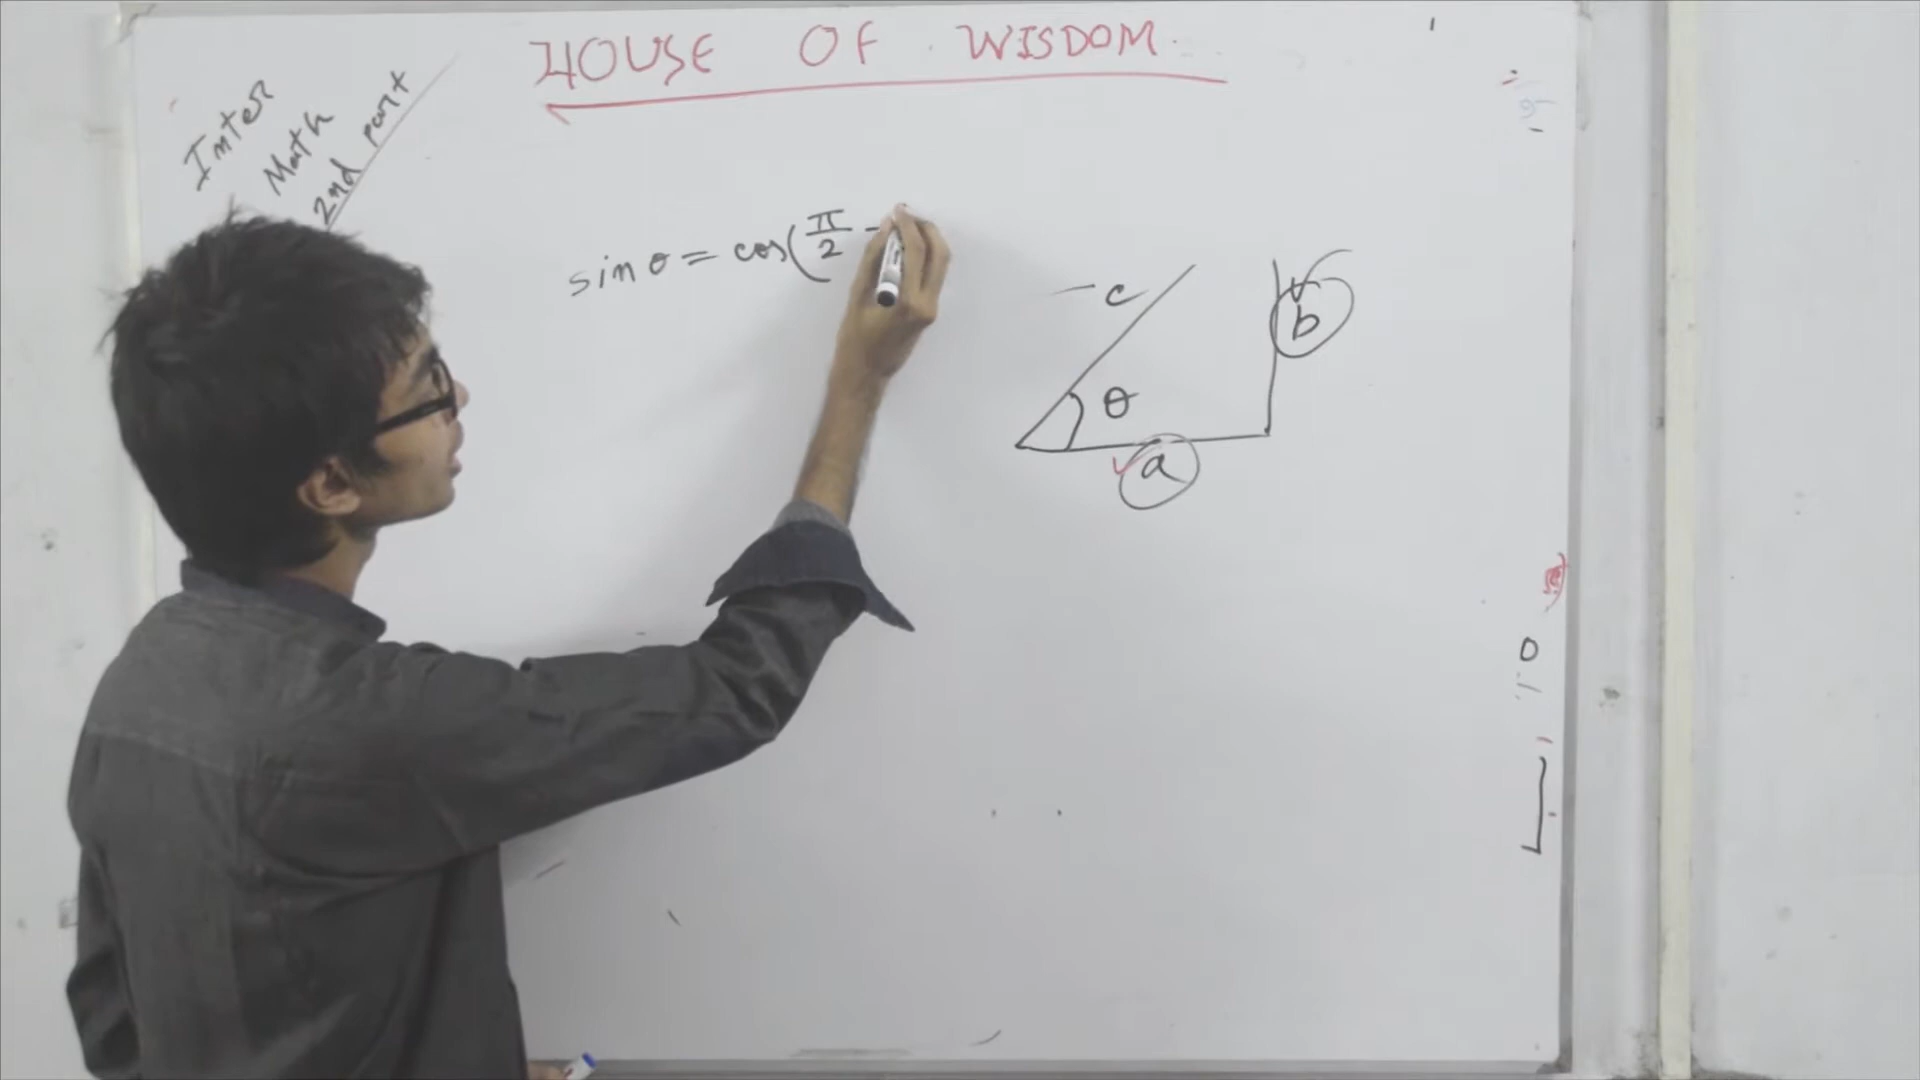 HOUSE OF WISDOM
Inter
Math
2nd part
sin θ = cos(π/2 -
c
b
θ
a